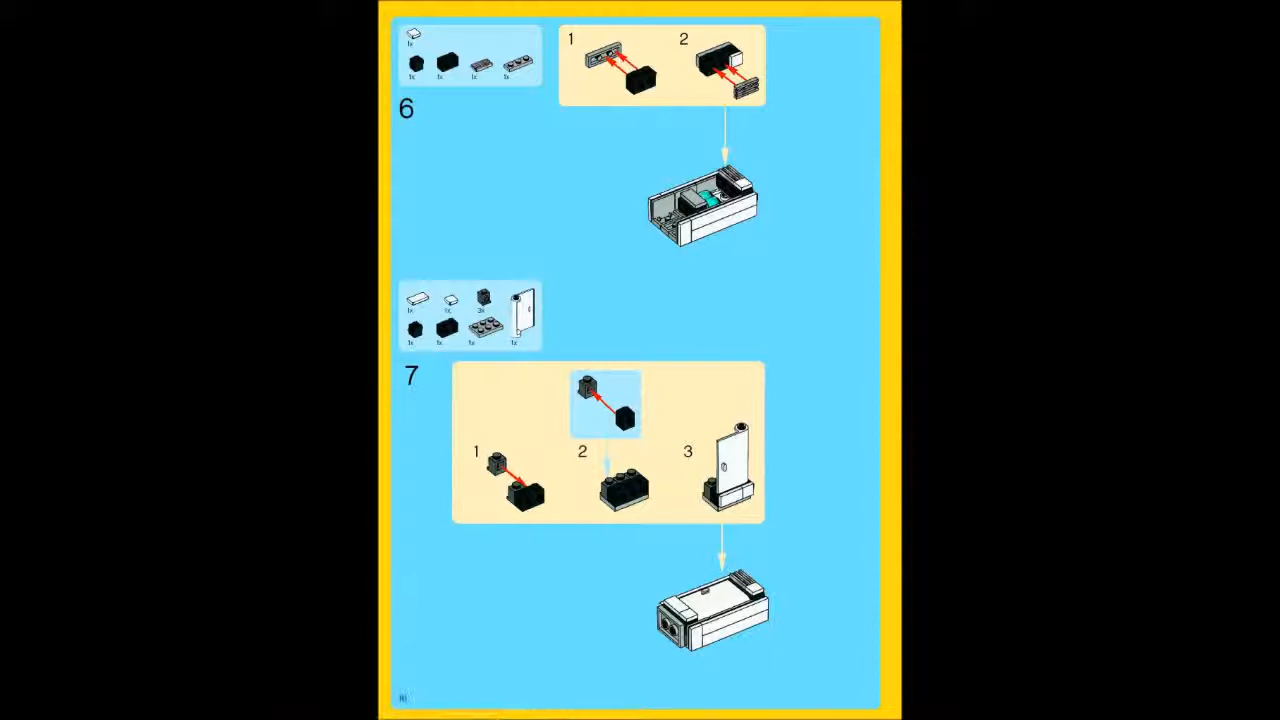 1x
1x 1x 1x 1x
6
1 2
1x 1x 3x
1x 1x 1x 1x
7
1 2 3